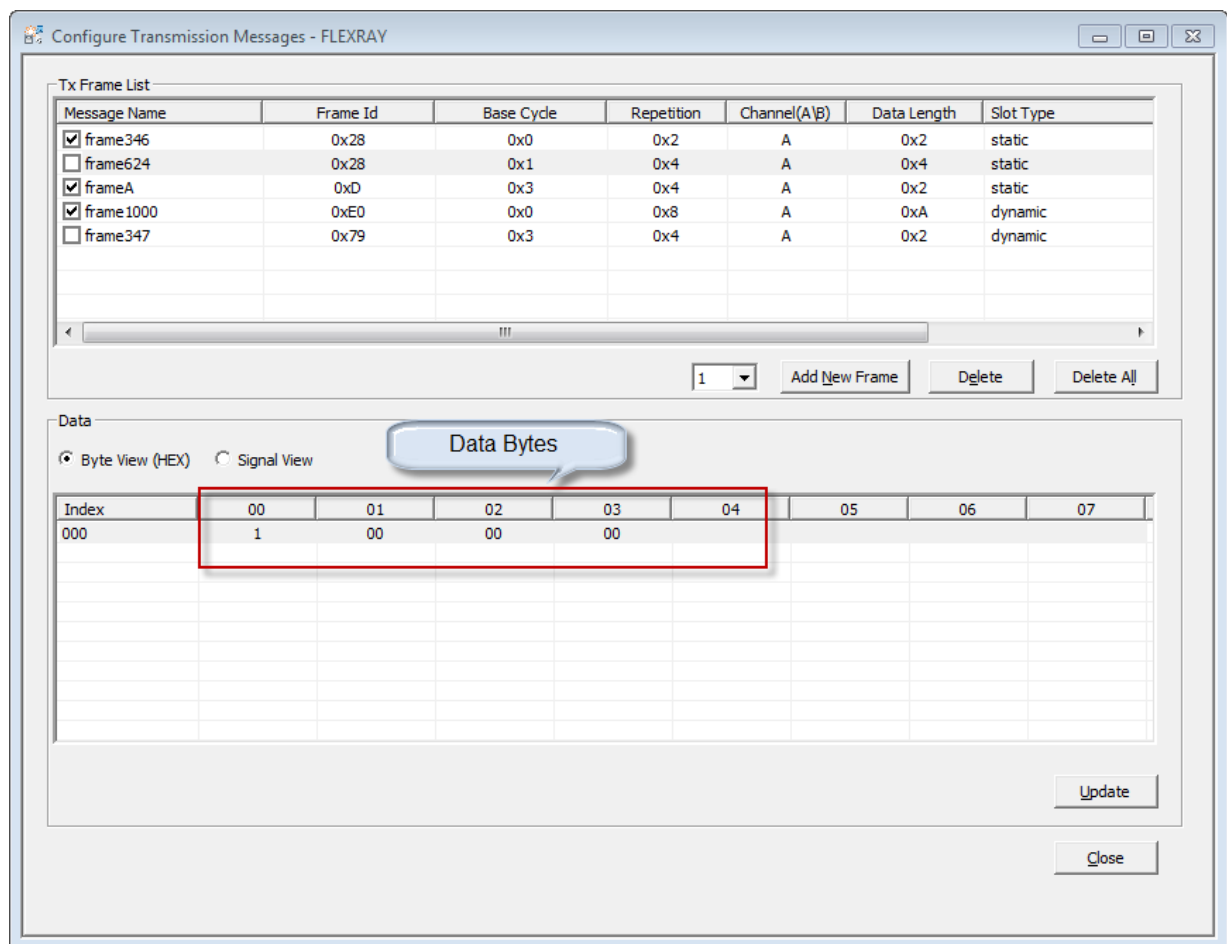 Configure Transmission Messages - FLEXRAY
Tx Frame List
Message Name Frame Id Base Cycle Repetition Channel(A\B) Data Length Slot Type
frame346 0x28 0x0 0x2 A 0x2 static
frame624 0x28 0x1 0x4 A 0x4 static
frameA 0xD 0x3 0x4 A 0x2 static
frame1000 0xE0 0x0 0x8 A 0xA dynamic
frame347 0x79 0x3 0x4 A 0x2 dynamic
1 Add New Frame Delete Delete All
Data
Data Bytes
Byte View (HEX) Signal View
Index 00 01 02 03 04 05 06 07
000 1 00 00 00
Update
Close